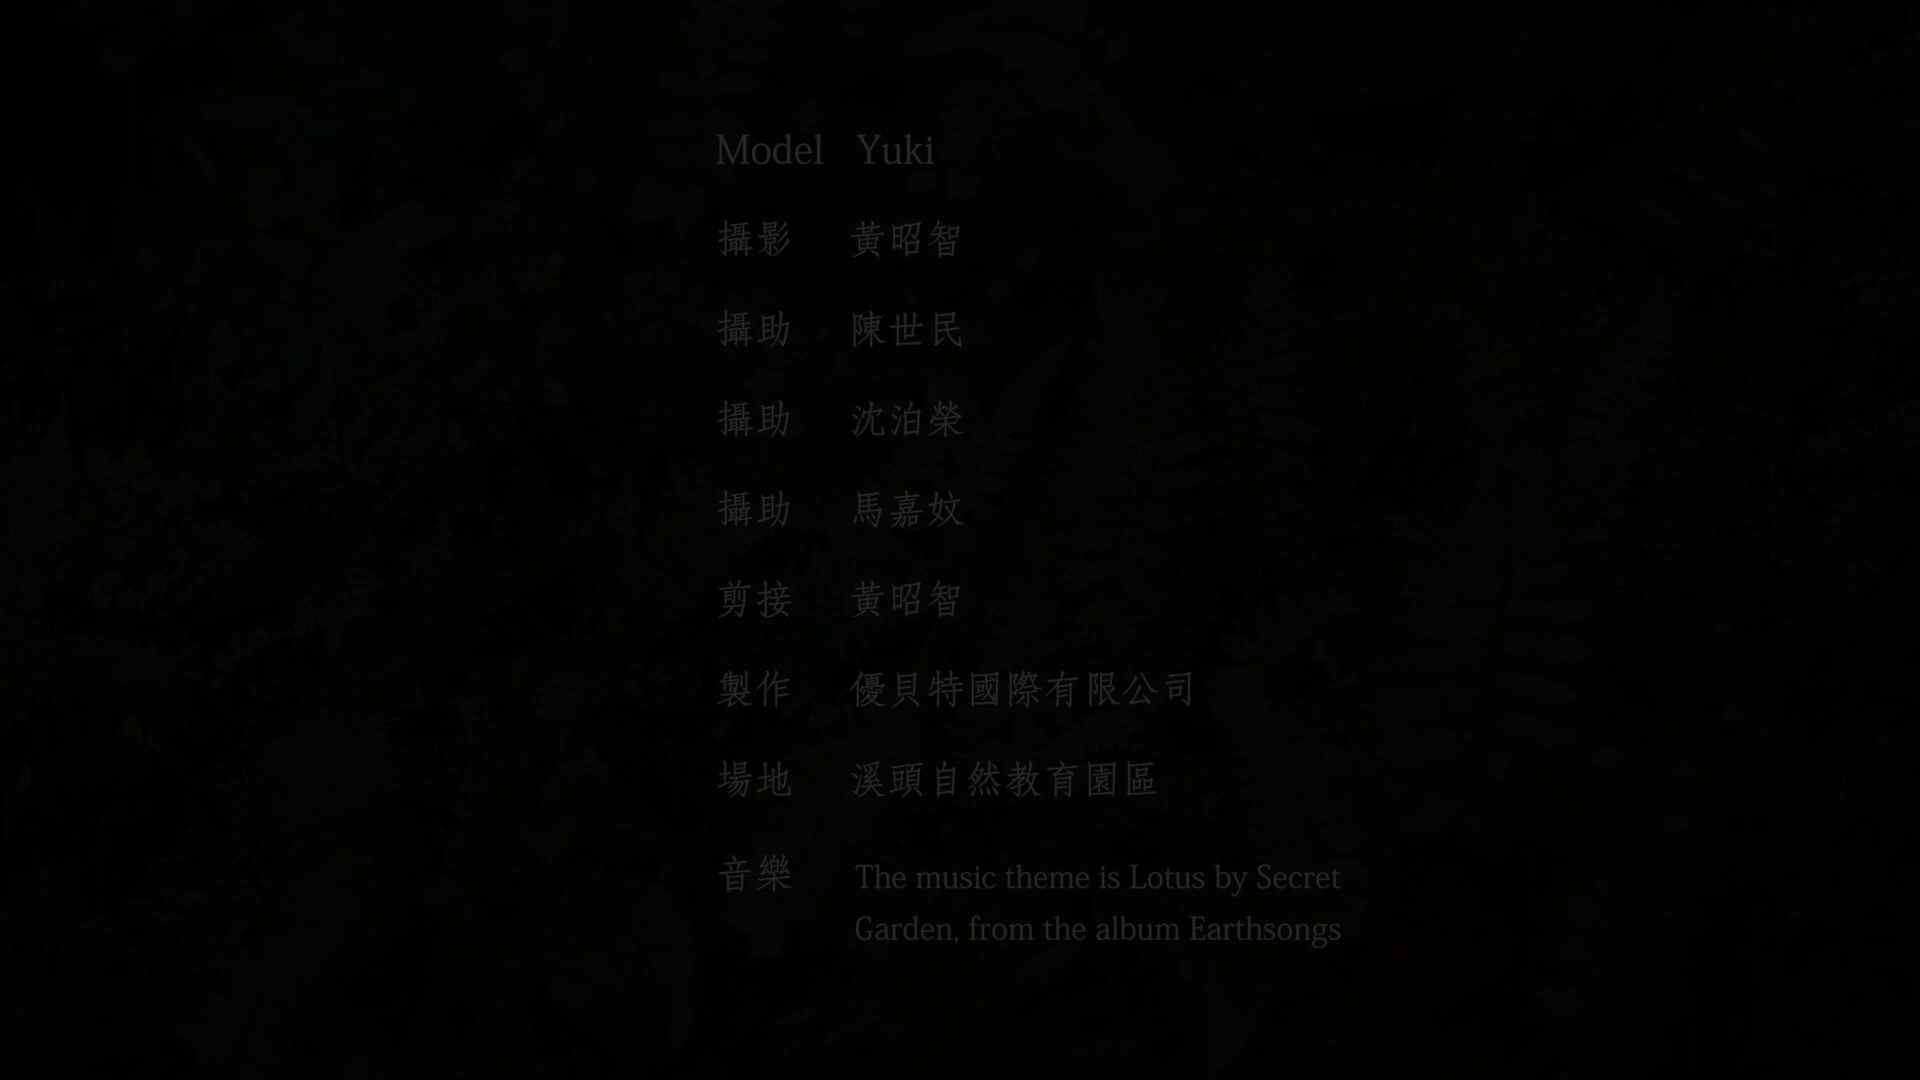 Model Yuki
攝影 黃昭智
攝助 陳世民
攝助 沈泊榮
攝助 馬嘉妏
剪接 黃昭智
製作 優貝特國際有限公司
場地 溪頭自然教育園區
音樂 The music theme is Lotus by Secret
Garden, from the album Earthsongs